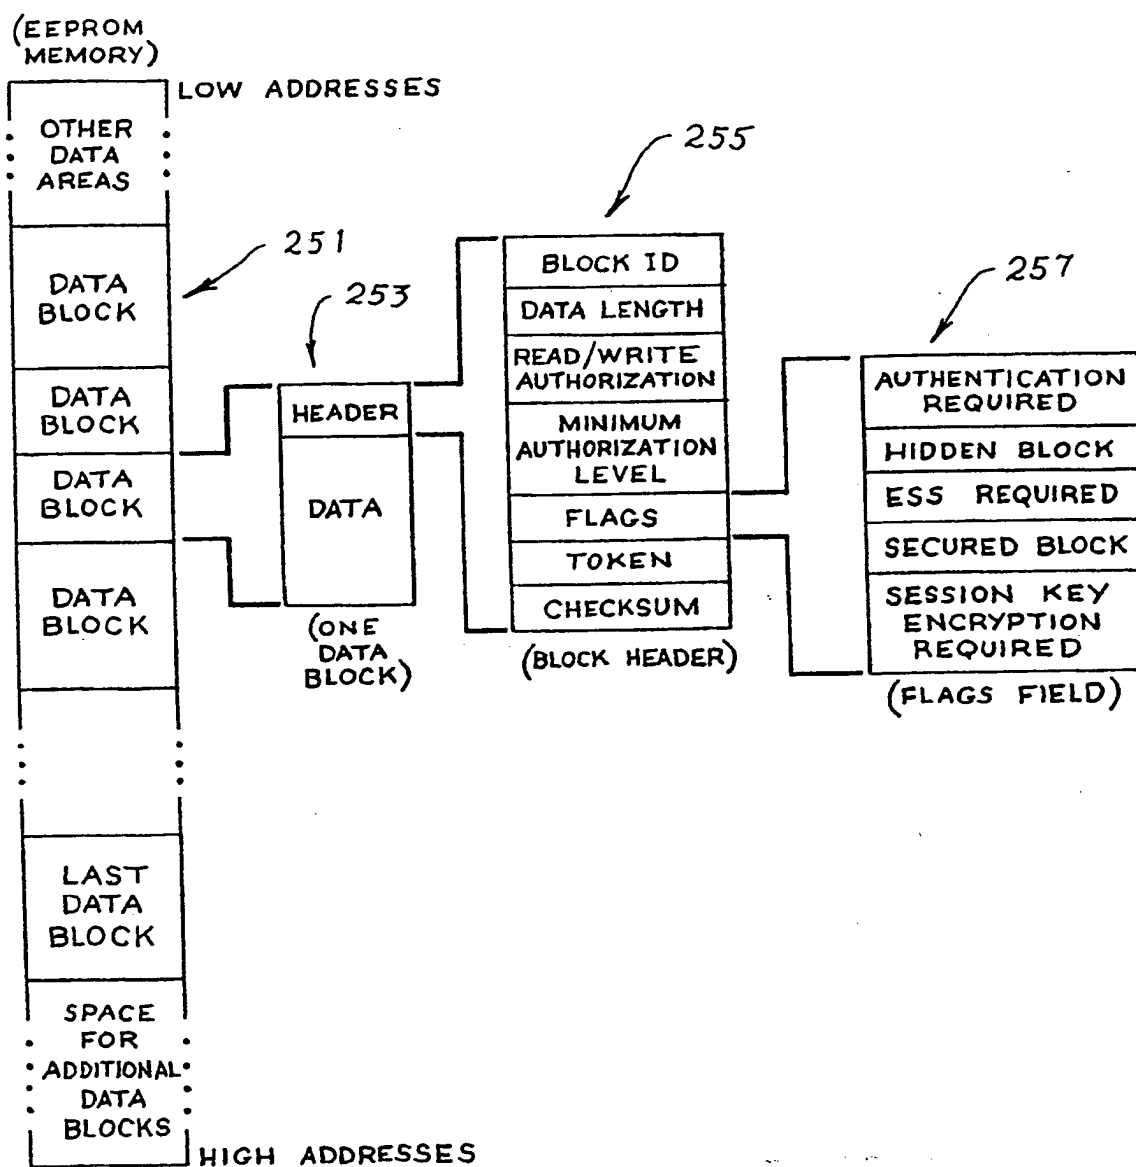 (EEPROM
MEMORY)
LOW ADDRESSES
OTHER
DATA
AREAS
DATA
BLOCK
251
DATA
BLOCK
DATA
BLOCK
DATA
BLOCK
LAST
DATA
BLOCK
SPACE
FOR
ADDITIONAL
DATA
BLOCKS
HIGH ADDRESSES
253
HEADER
DATA
(ONE
DATA
BLOCK)
255
BLOCK ID
DATA LENGTH
READ/WRITE
AUTHORIZATION
MINIMUM
AUTHORIZATION
LEVEL
FLAGS
TOKEN
CHECKSUM
(BLOCK HEADER)
257
AUTHENTICATION
REQUIRED
HIDDEN BLOCK
ESS REQUIRED
SECURED BLOCK
SESSION KEY
ENCRYPTION
REQUIRED
(FLAGS FIELD)